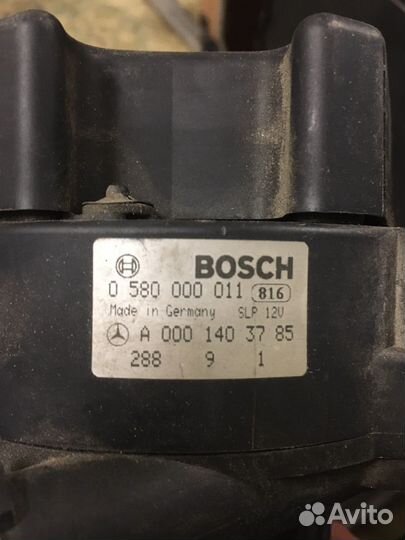 BOSCH
0 580 000 011 816
Made in Germany SLP 12V
A 000 140 37 85
288 9 1
Avito